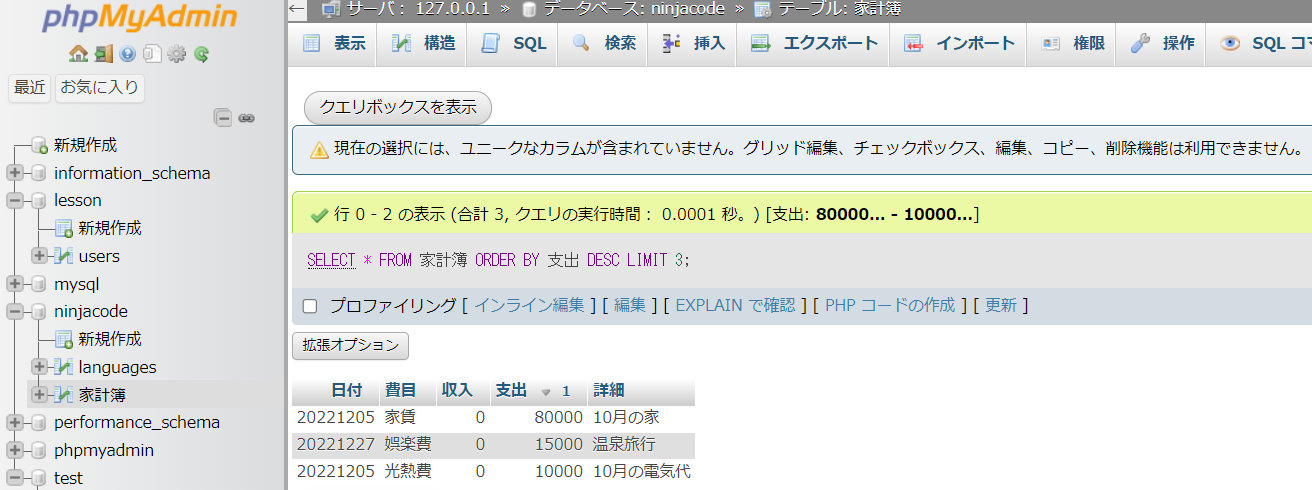 phpMyAdmin
最近 お気に入り
新規作成
information_schema
lesson
新規作成
users
mysql
ninjacode
新規作成
languages
家計簿
performance_schema
phpmyadmin
test
← サーバ: 127.0.0.1 » データベース: ninjacode » テーブル: 家計簿
表示 構造 SQL 検索 挿入 エクスポート インポート 権限 操作 SQL コマ
クエリボックスを表示
現在の選択には、ユニークなカラムが含まれていません。グリッド編集、チェックボックス、編集、コピー、削除機能は利用できません。
行 0 - 2 の表示 (合計 3, クエリの実行時間: 0.0001 秒。) [支出: 80000... - 10000...]
SELECT * FROM 家計簿 ORDER BY 支出 DESC LIMIT 3;
プロファイリング [ インライン編集 ] [ 編集 ] [ EXPLAIN で確認 ] [ PHP コードの作成 ] [ 更新 ]
拡張オプション
日付 費目 収入 支出 1 詳細
20221205 家賃 0 80000 10月の家
20221227 娯楽費 0 15000 温泉旅行
20221205 光熱費 0 10000 10月の電気代